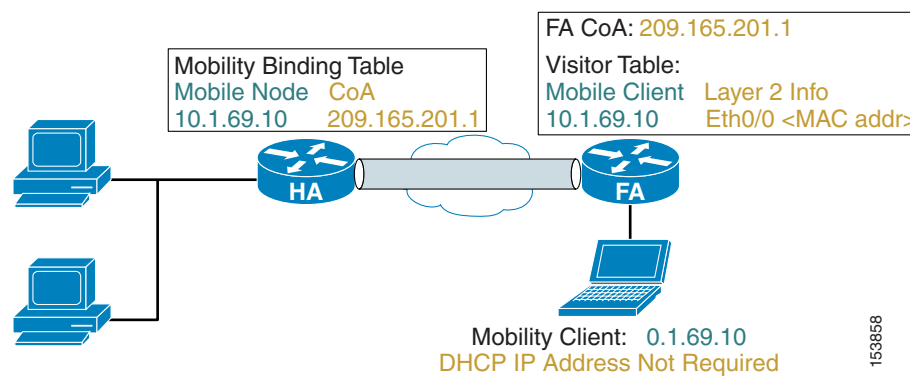 Mobility Binding Table
Mobile Node CoA
10.1.69.10 209.165.201.1
FA CoA: 209.165.201.1
Visitor Table:
Mobile Client Layer 2 Info
10.1.69.10 Eth0/0 <MAC addr>
HA
FA
Mobility Client: 0.1.69.10
DHCP IP Address Not Required
153858